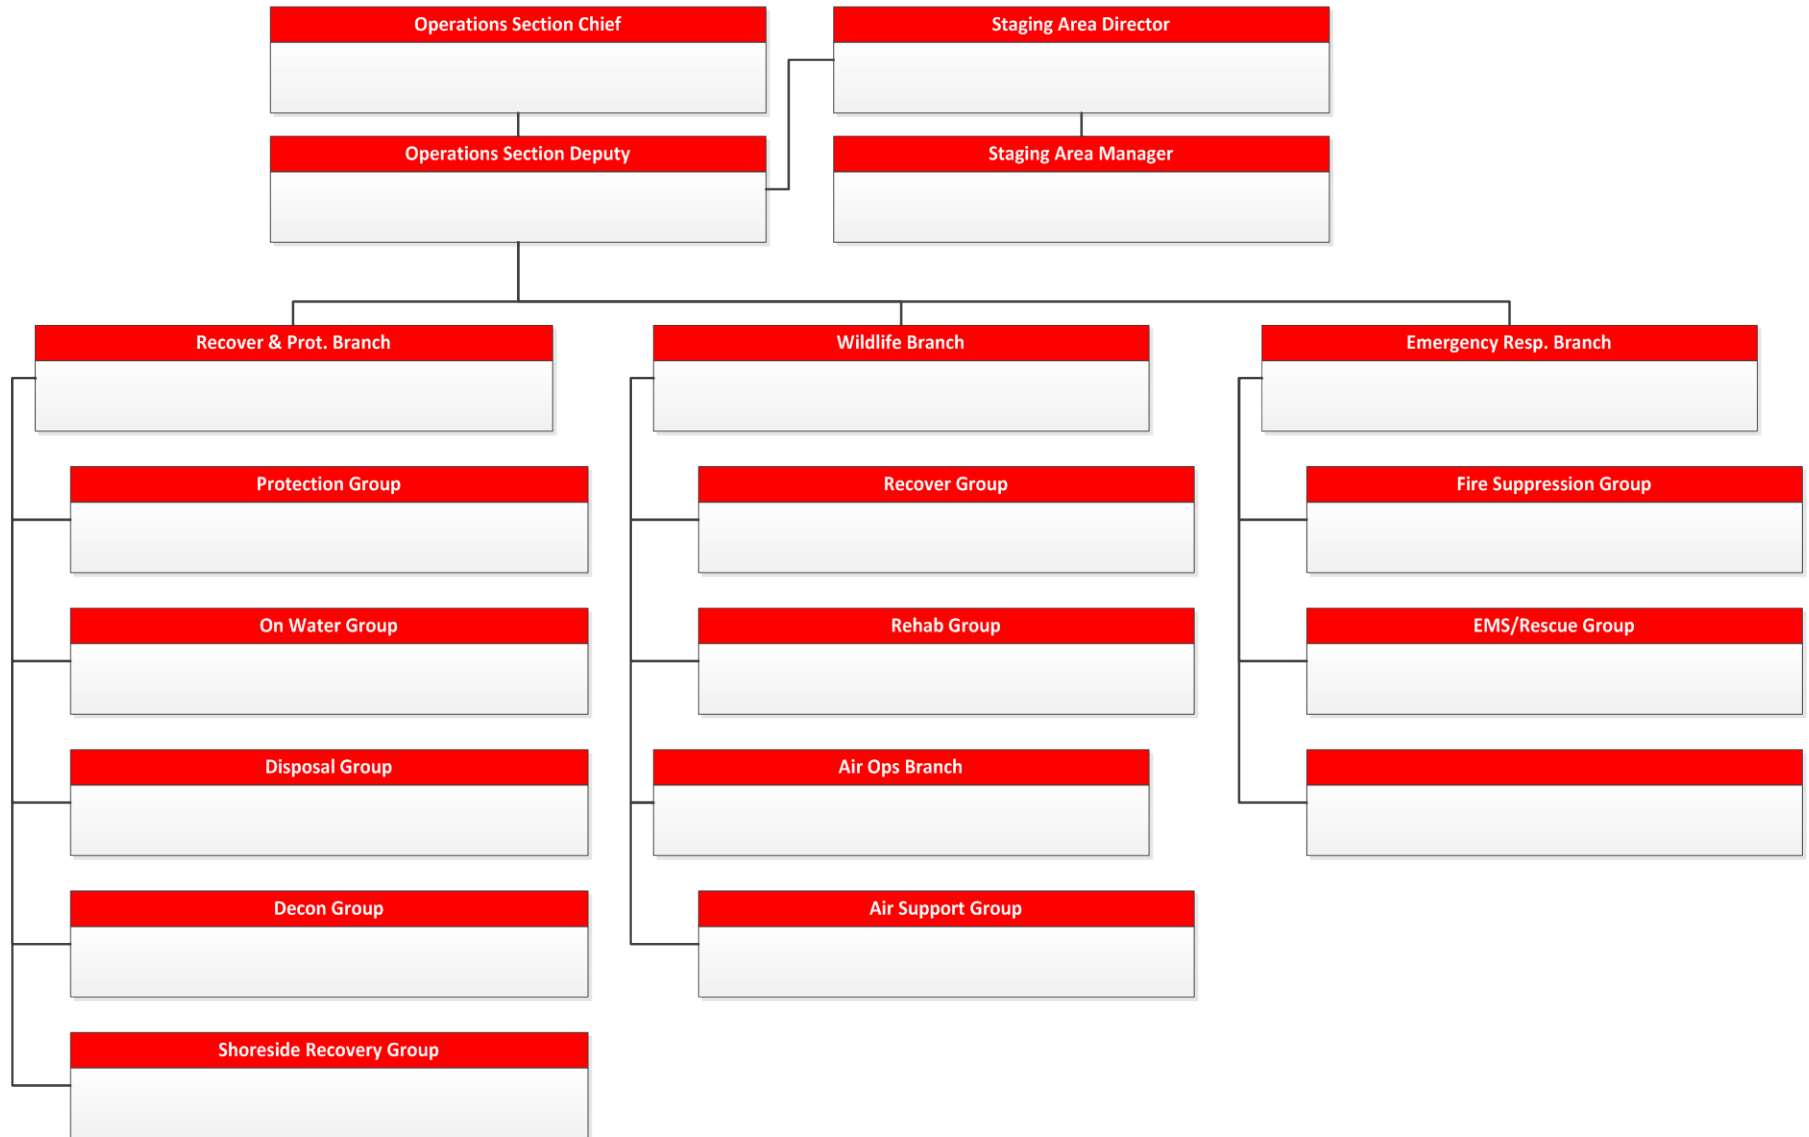 Operations Section Chief
Staging Area Director
Operations Section Deputy
Staging Area Manager
Recover & Prot. Branch
Wildlife Branch
Emergency Resp. Branch
Protection Group
Recover Group
Fire Suppression Group
On Water Group
Rehab Group
EMS/Rescue Group
Disposal Group
Air Ops Branch
Decon Group
Air Support Group
Shoreside Recovery Group